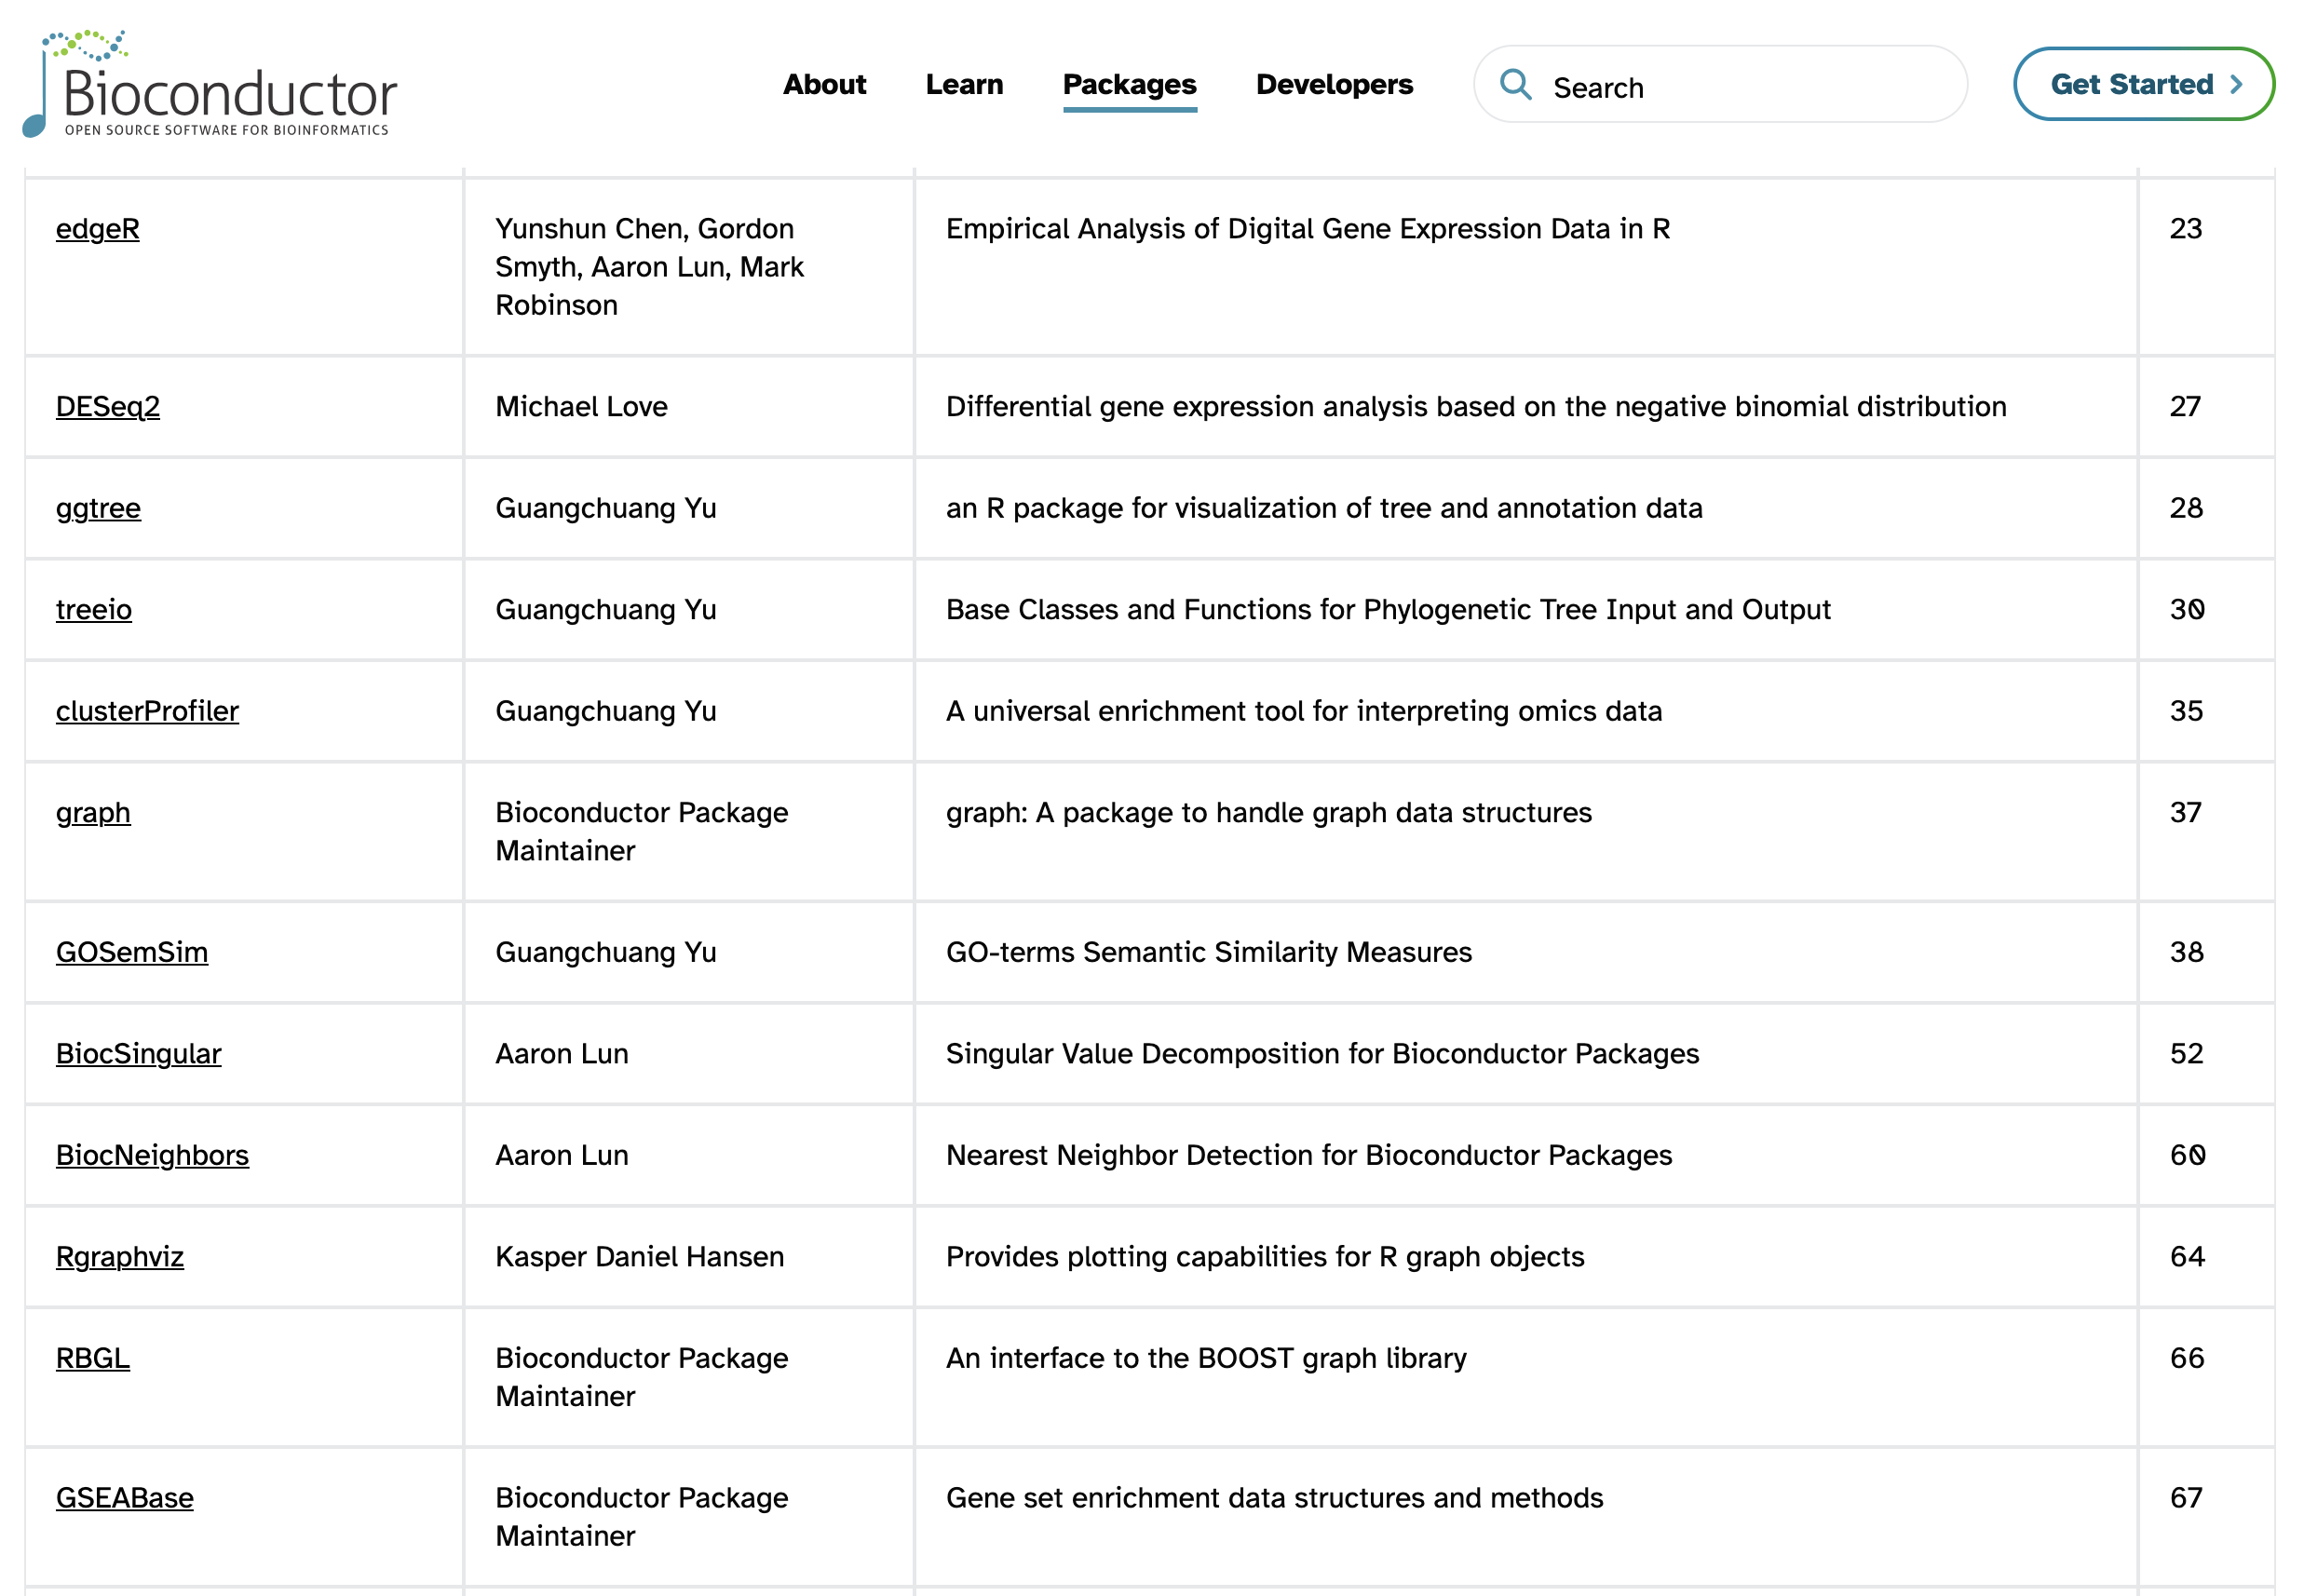 Bioconductor
OPEN SOURCE SOFTWARE FOR BIOINFORMATICS
About Learn Packages Developers Search Get Started
edgeR Yunshun Chen, Gordon Empirical Analysis of Digital Gene Expression Data in R 23
Smyth, Aaron Lun, Mark
Robinson
DESeq2 Michael Love Differential gene expression analysis based on the negative binomial distribution 27
ggtree Guangchuang Yu an R package for visualization of tree and annotation data 28
treeio Guangchuang Yu Base Classes and Functions for Phylogenetic Tree Input and Output 30
clusterProfiler Guangchuang Yu A universal enrichment tool for interpreting omics data 35
graph Bioconductor Package graph: A package to handle graph data structures 37
Maintainer
GOSemSim Guangchuang Yu GO-terms Semantic Similarity Measures 38
BiocSingular Aaron Lun Singular Value Decomposition for Bioconductor Packages 52
BiocNeighbors Aaron Lun Nearest Neighbor Detection for Bioconductor Packages 60
Rgraphviz Kasper Daniel Hansen Provides plotting capabilities for R graph objects 64
RBGL Bioconductor Package An interface to the BOOST graph library 66
Maintainer
GSEABase Bioconductor Package Gene set enrichment data structures and methods 67
Maintainer